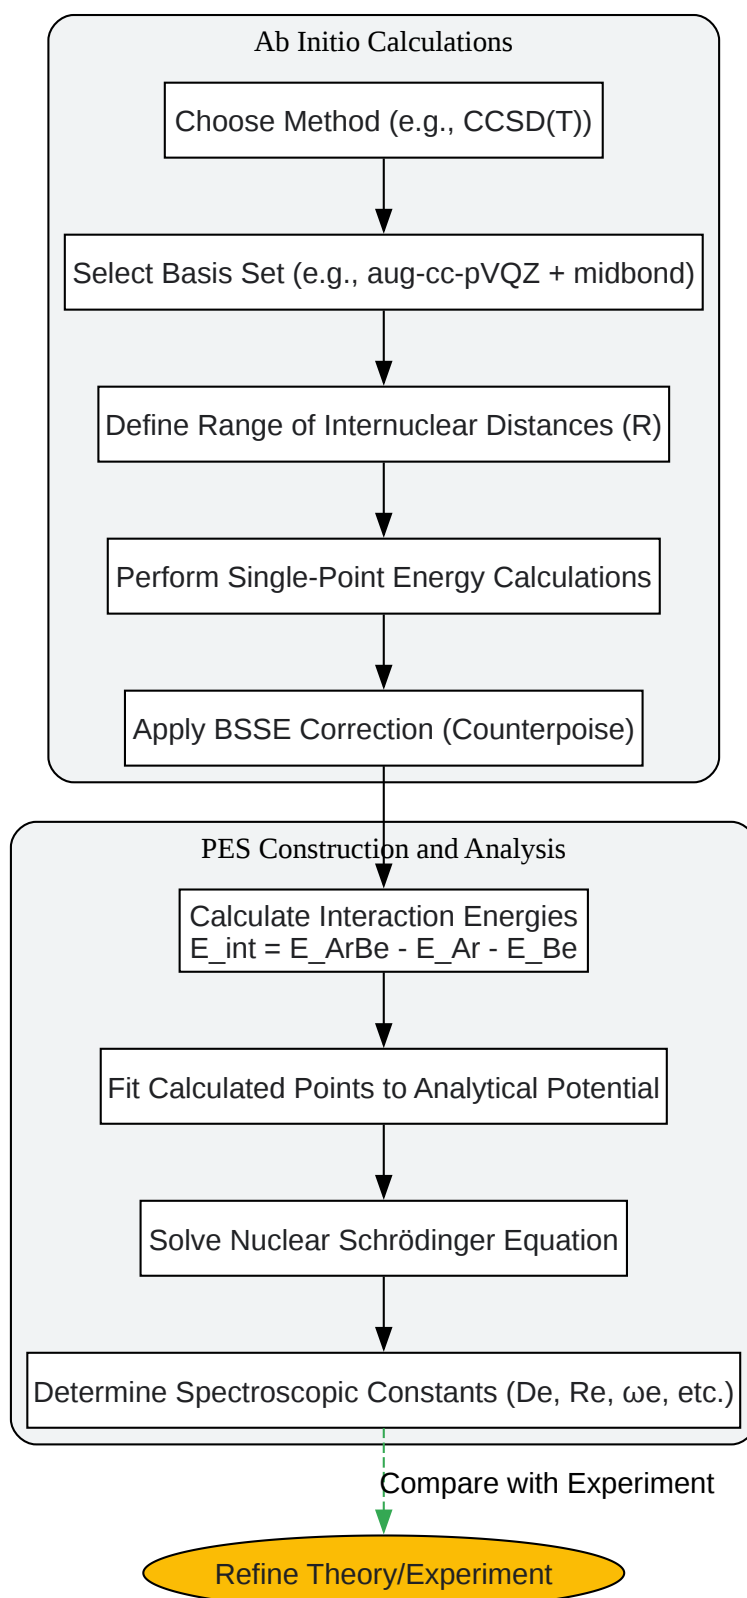 Ab Initio Calculations
Choose Method (e.g., CCSD(T))
Select Basis Set (e.g., aug-cc-pVQZ + midbond)
Define Range of Internuclear Distances (R)
Perform Single-Point Energy Calculations
Apply BSSE Correction (Counterpoise)
PES Construction and Analysis
Calculate Interaction Energies
E_int = E_ArBe - E_Ar - E_Be
Fit Calculated Points to Analytical Potential
Solve Nuclear Schrödinger Equation
Determine Spectroscopic Constants (De, Re, ωe, etc.)
Compare with Experiment
Refine Theory/Experiment